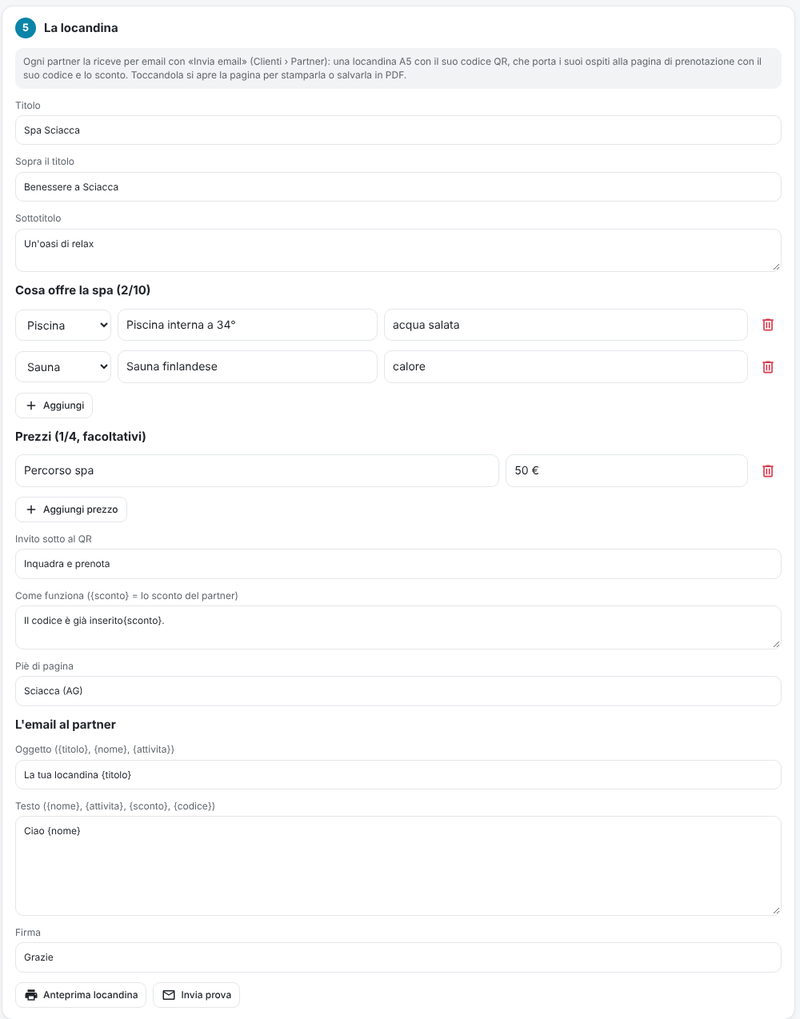 5 La locandina
Ogni partner la riceve per email con «Invia email» (Clienti › Partner): una locandina A5 con il suo codice QR, che porta i suoi ospiti alla pagina di prenotazione con il
suo codice e lo sconto. Toccandola si apre la pagina per stamparla o salvarla in PDF.
Titolo
Spa Sciacca
Sopra il titolo
Benessere a Sciacca
Sottotitolo
Un'oasi di relax
Cosa offre la spa (2/10)
Piscina Piscina interna a 34° acqua salata
Sauna Sauna finlandese calore
+ Aggiungi
Prezzi (1/4, facoltativi)
Percorso spa 50 €
+ Aggiungi prezzo
Invito sotto al QR
Inquadra e prenota
Come funziona ({sconto} = lo sconto del partner)
Il codice è già inserito{sconto}.
Piè di pagina
Sciacca (AG)
L'email al partner
Oggetto ({titolo}, {nome}, {attivita})
La tua locandina {titolo}
Testo ({nome}, {attivita}, {sconto}, {codice})
Ciao {nome}
Firma
Grazie
Anteprima locandina Invia prova